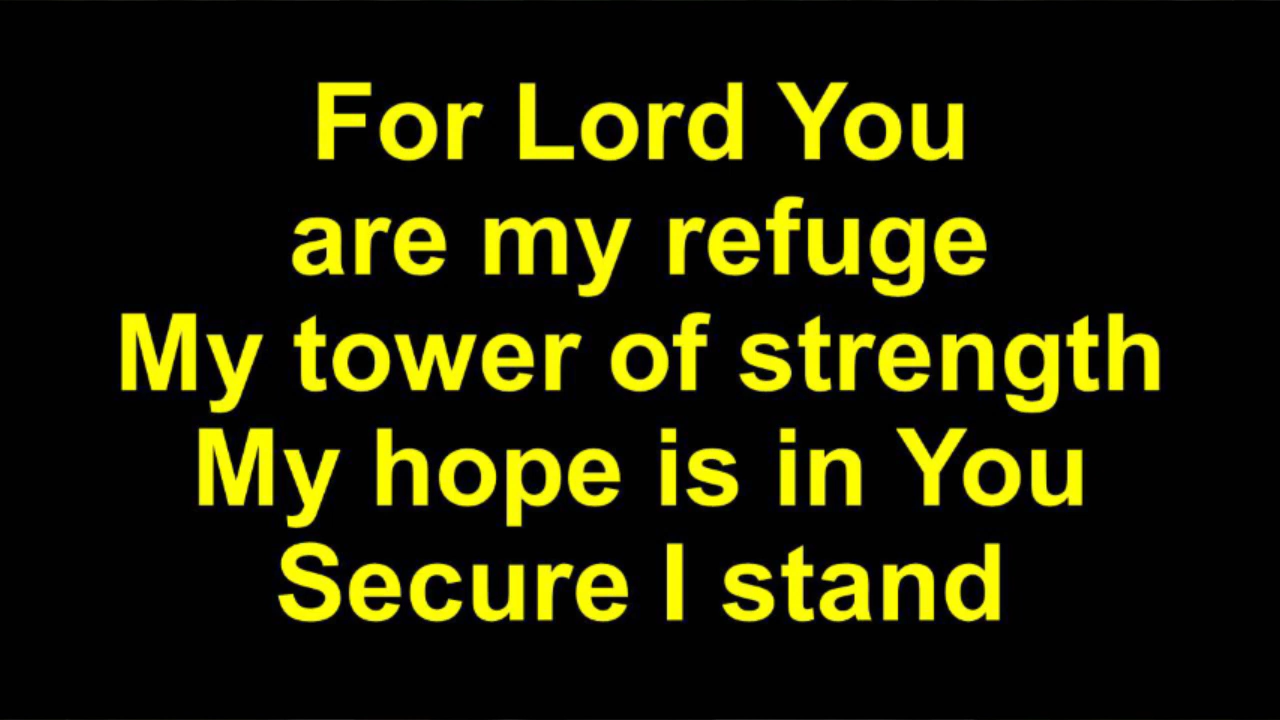 For Lord You
are my refuge
My tower of strength
My hope is in You
Secure I stand